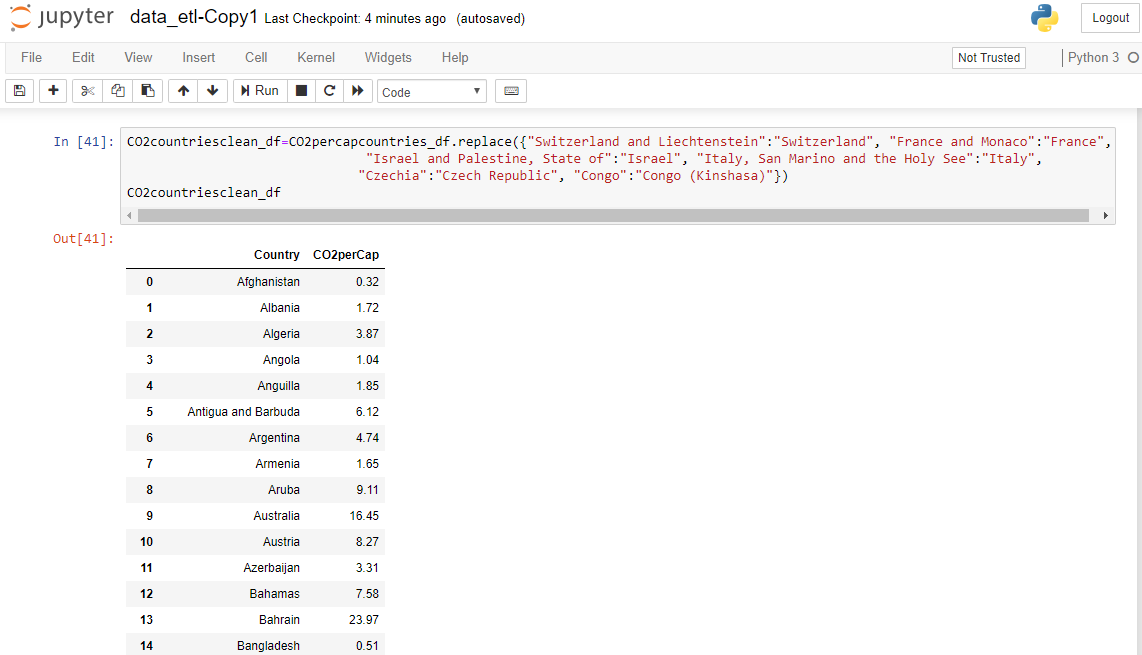 jupyter data_etl-Copy1 Last Checkpoint: 4 minutes ago (autosaved)
Logout
File Edit View Insert Cell Kernel Widgets Help
Not Trusted Python 3
Run Code
In [41]: CO2countriesclean_df=CO2percapcountries_df.replace({"Switzerland and Liechtenstein":"Switzerland", "France and Monaco":"France",
"Israel and Palestine, State of":"Israel", "Italy, San Marino and the Holy See":"Italy",
"Czechia":"Czech Republic", "Congo":"Congo (Kinshasa)"})
CO2countriesclean_df
Out[41]:
Country CO2perCap
0 Afghanistan 0.32
1 Albania 1.72
2 Algeria 3.87
3 Angola 1.04
4 Anguilla 1.85
5 Antigua and Barbuda 6.12
6 Argentina 4.74
7 Armenia 1.65
8 Aruba 9.11
9 Australia 16.45
10 Austria 8.27
11 Azerbaijan 3.31
12 Bahamas 7.58
13 Bahrain 23.97
14 Bangladesh 0.51